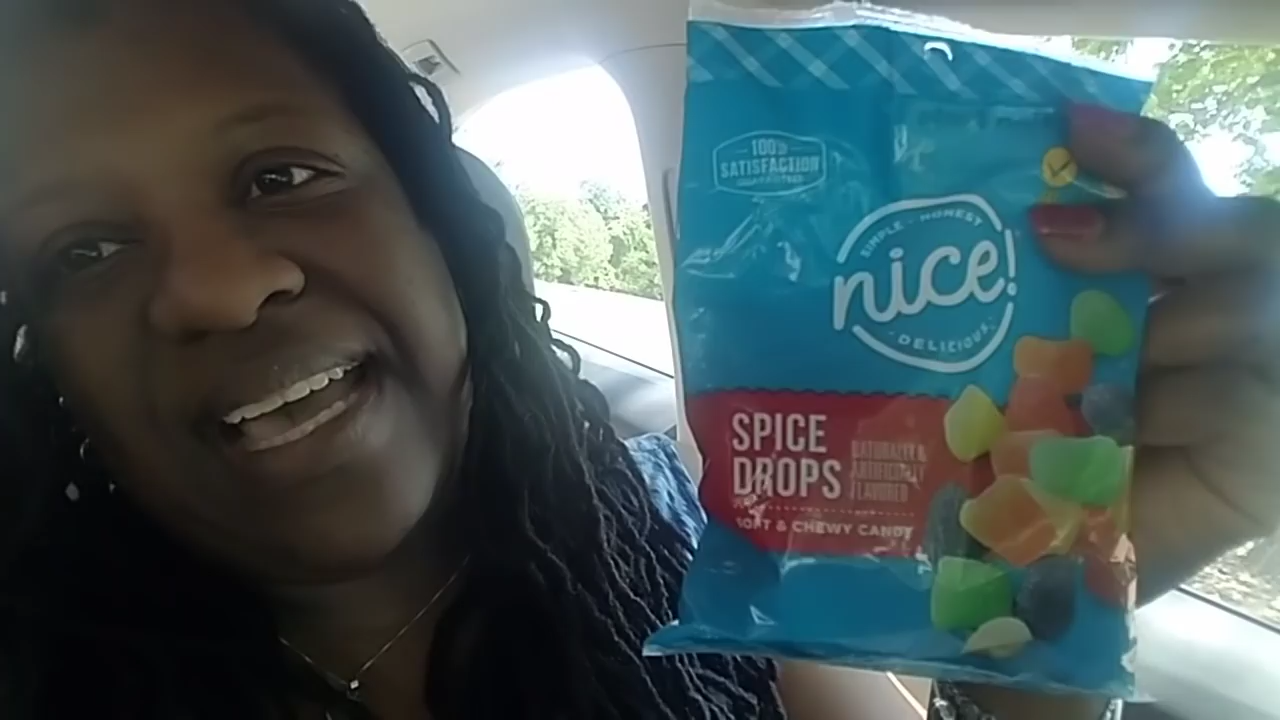 100%
SATISFACTION
GUARANTEED
SIMPLE - HONEST
nice!
- DELICIOUS -
SPICE
DROPS
NATURALLY &
ARTIFICIALLY
FLAVORED
SOFT & CHEWY CANDY